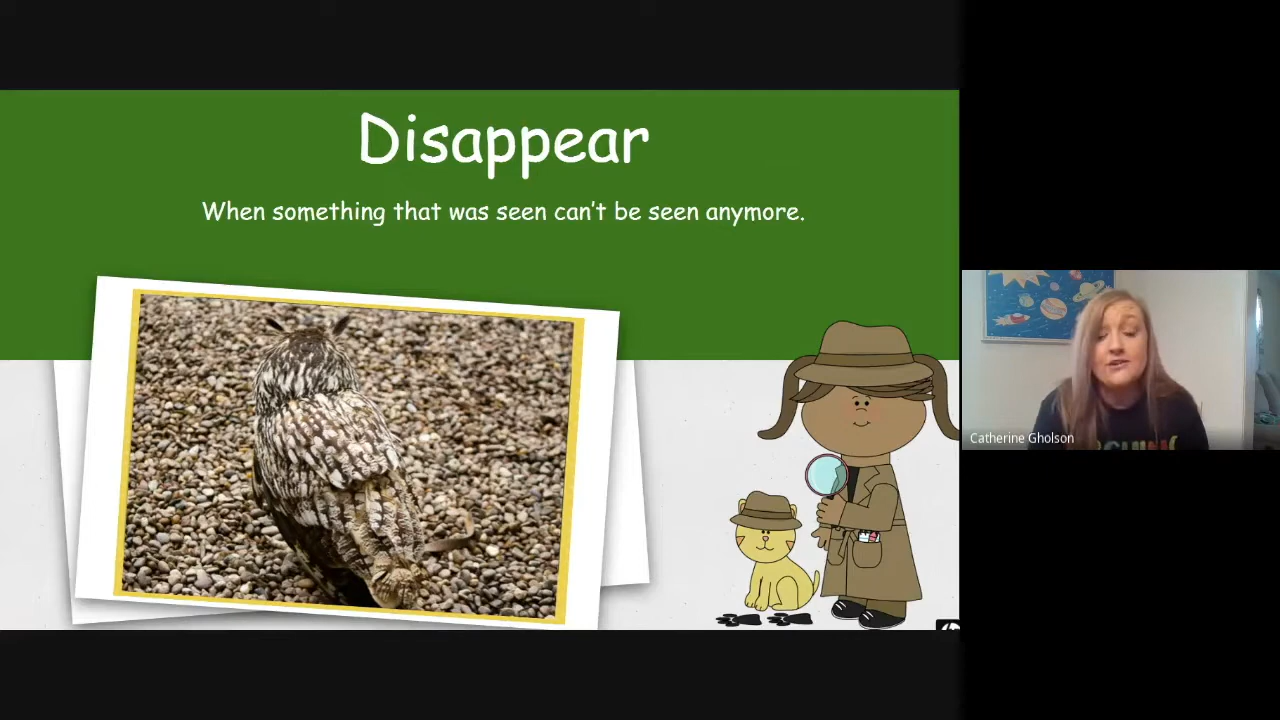 Disappear
When something that was seen can't be seen anymore.
Catherine Gholson